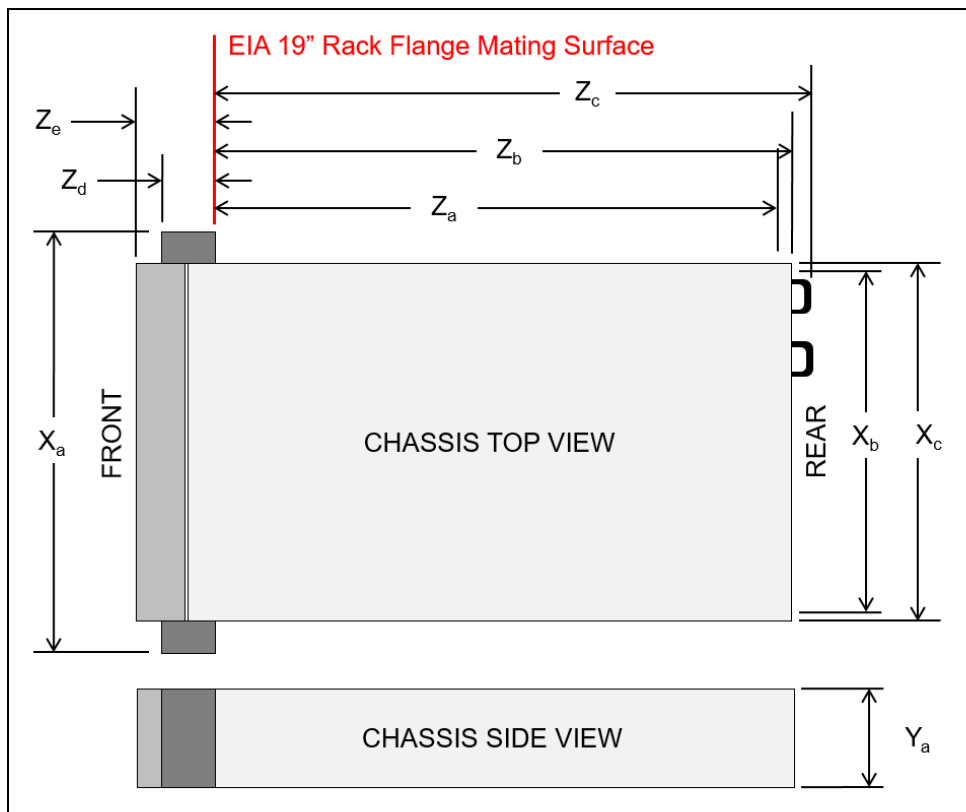 EIA 19” Rack Flange Mating Surface
Zc
Ze
Zb
Zd
Za
FRONT
Xa
CHASSIS TOP VIEW
REAR
Xb
Xc
CHASSIS SIDE VIEW
Ya